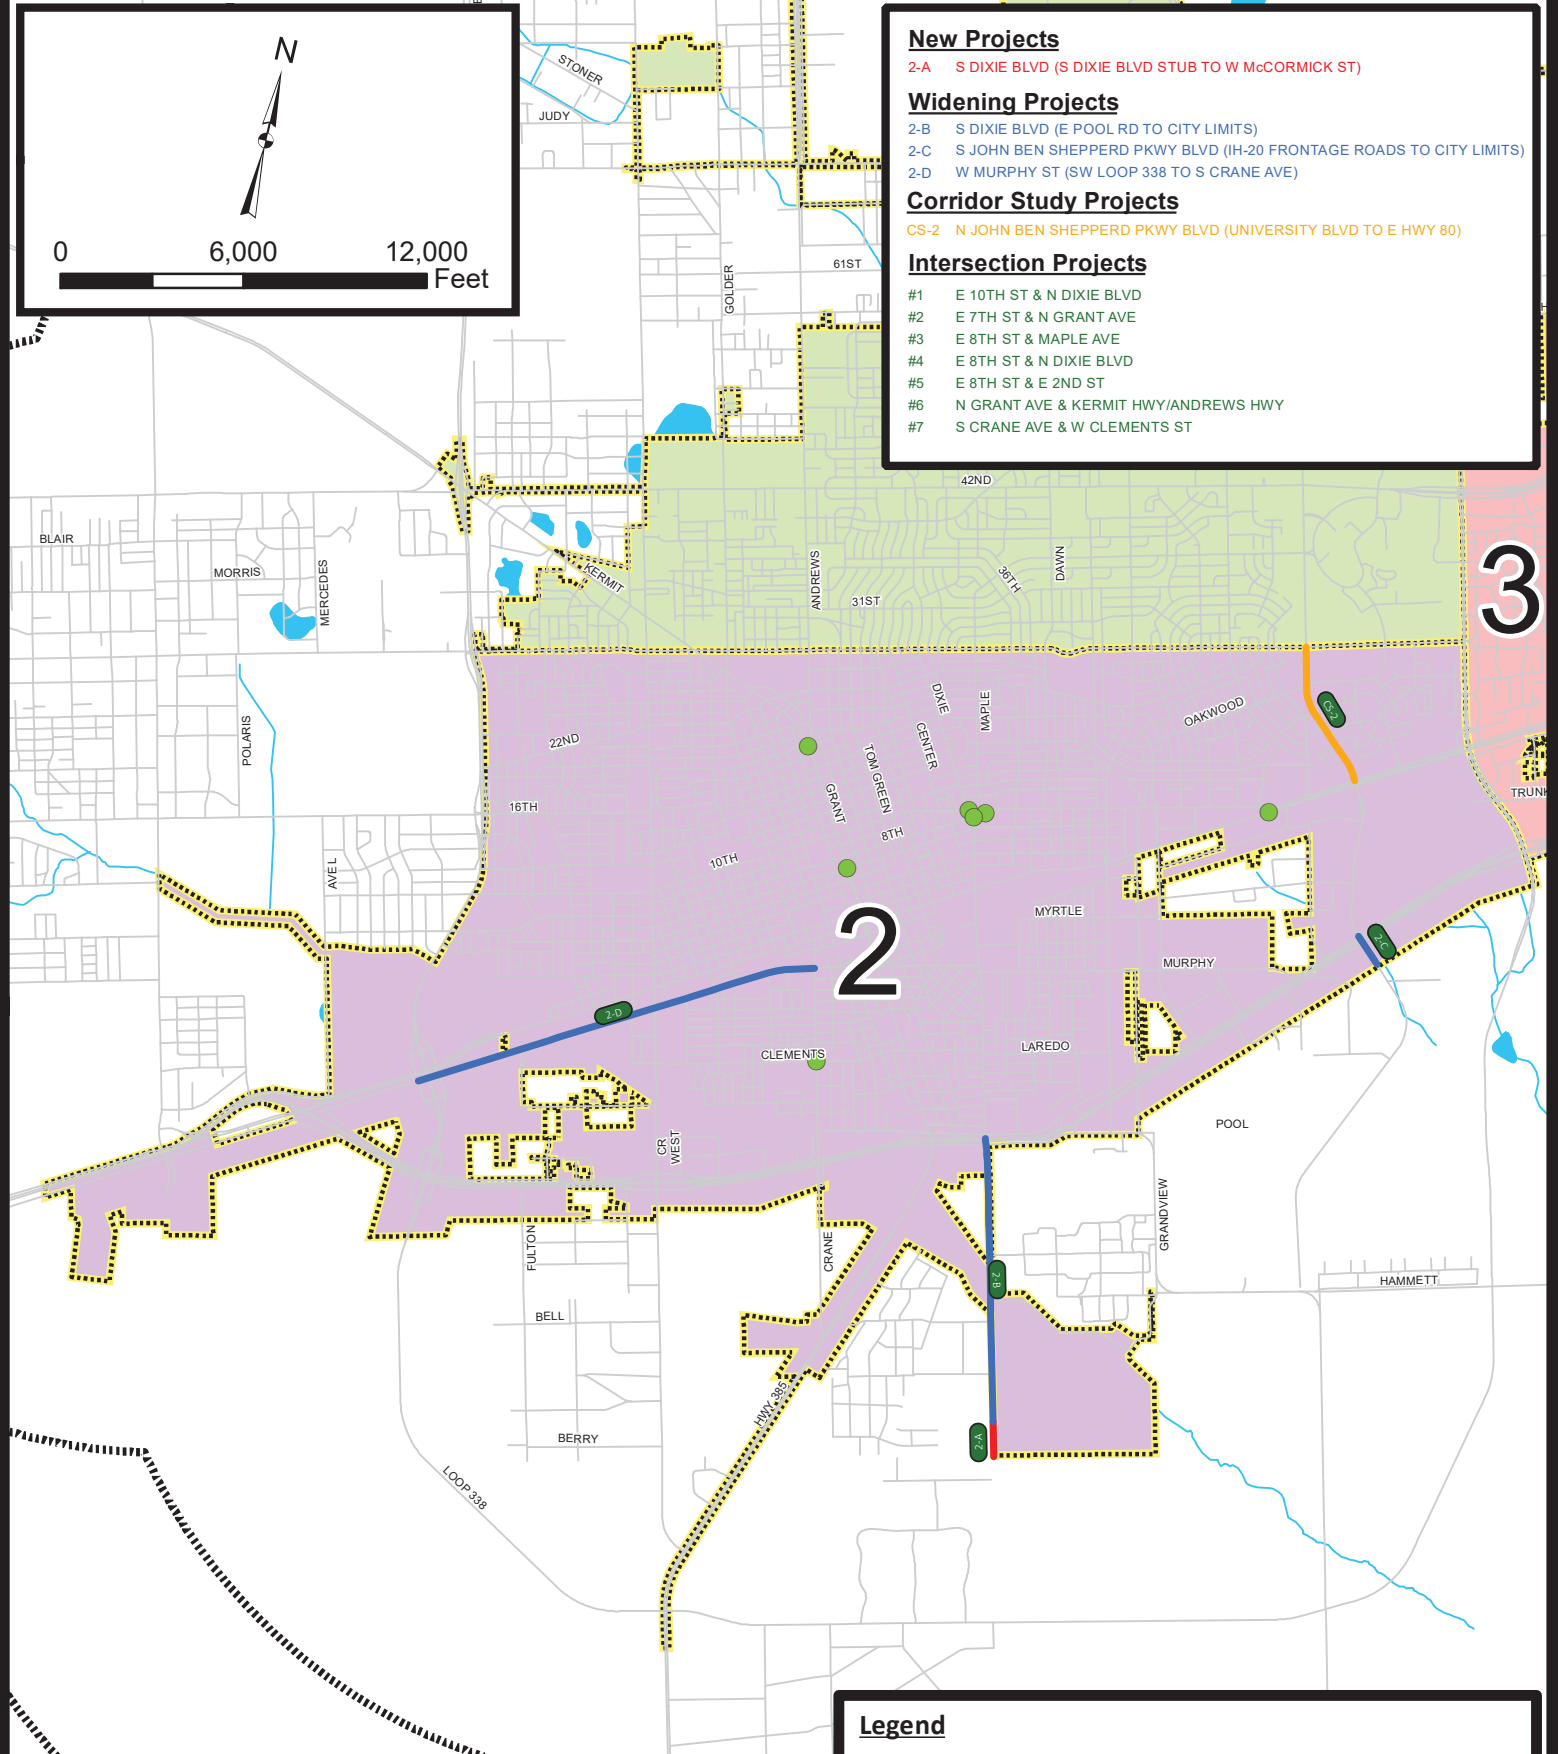 N
0 6,000 12,000
Feet
New Projects
2-A S DIXIE BLVD (S DIXIE BLVD STUB TO W McCORMICK ST)
Widening Projects
2-B S DIXIE BLVD (E POOL RD TO CITY LIMITS)
2-C S JOHN BEN SHEPPERD PKWY BLVD (IH-20 FRONTAGE ROADS TO CITY LIMITS)
2-D W MURPHY ST (SW LOOP 338 TO S CRANE AVE)
Corridor Study Projects
CS-2 N JOHN BEN SHEPPERD PKWY BLVD (UNIVERSITY BLVD TO E HWY 80)
Intersection Projects
#1 E 10TH ST & N DIXIE BLVD
#2 E 7TH ST & N GRANT AVE
#3 E 8TH ST & MAPLE AVE
#4 E 8TH ST & N DIXIE BLVD
#5 E 8TH ST & E 2ND ST
#6 N GRANT AVE & KERMIT HWY/ANDREWS HWY
#7 S CRANE AVE & W CLEMENTS ST
STONER
JUDY
61ST
GOLDER
42ND
BLAIR
MORRIS
MERCEDES
KERMIT
ANDREWS
31ST
36TH
DAWN
3
POLARIS
22ND
16TH
DIXIE
MAPLE
CENTER
TOM GREEN
GRANT
8TH
10TH
OAKWOOD
CS-2
TRUNK
AVE L
MYRTLE
2
MURPHY
2-C
2-D
CLEMENTS
LAREDO
POOL
CR WEST
FULTON
CRANE
GRANDVIEW
2-B
HAMMETT
BELL
HWY 385
BERRY
2-A
LOOP 338
Legend